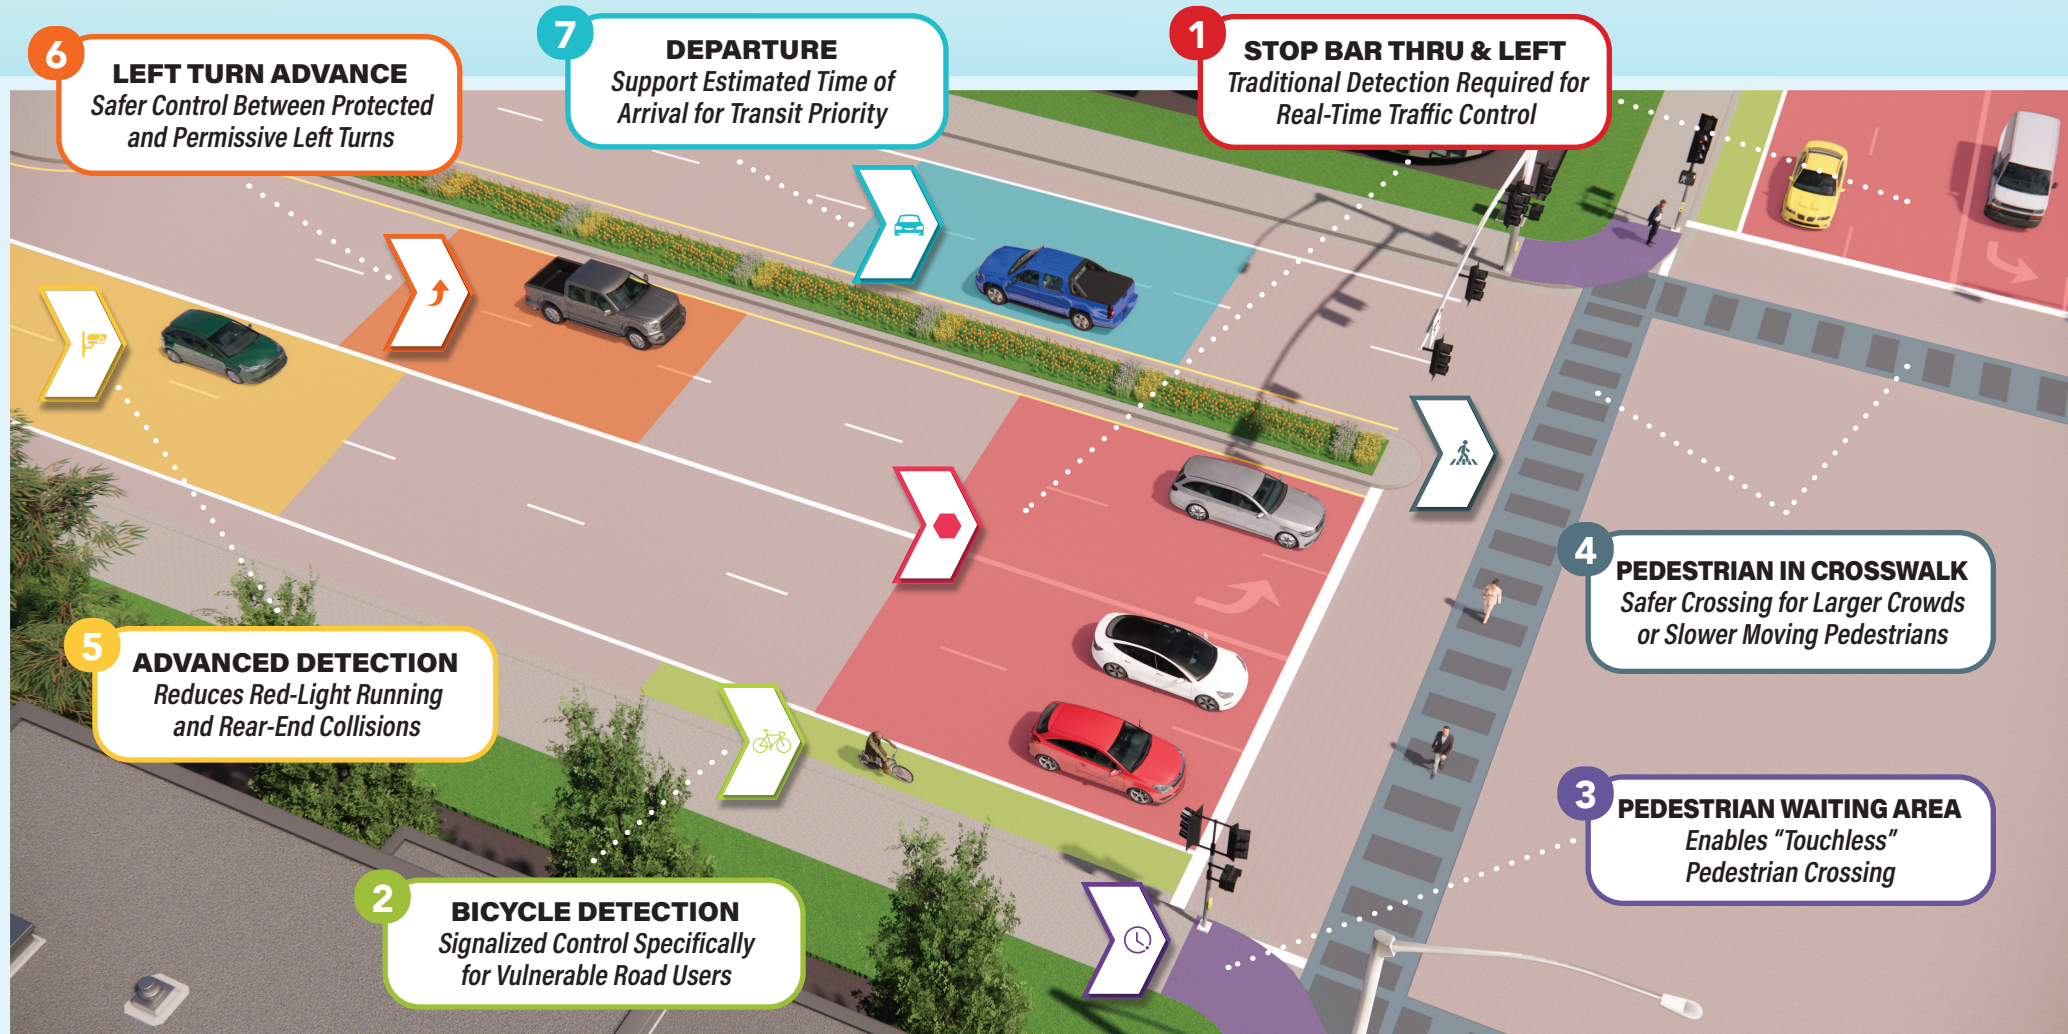 6
LEFT TURN ADVANCE
Safer Control Between Protected
and Permissive Left Turns
7
DEPARTURE
Support Estimated Time of
Arrival for Transit Priority
1
STOP BAR THRU & LEFT
Traditional Detection Required for
Real-Time Traffic Control
4
PEDESTRIAN IN CROSSWALK
Safer Crossing for Larger Crowds
or Slower Moving Pedestrians
5
ADVANCED DETECTION
Reduces Red-Light Running
and Rear-End Collisions
3
PEDESTRIAN WAITING AREA
Enables “Touchless”
Pedestrian Crossing
2
BICYCLE DETECTION
Signalized Control Specifically
for Vulnerable Road Users